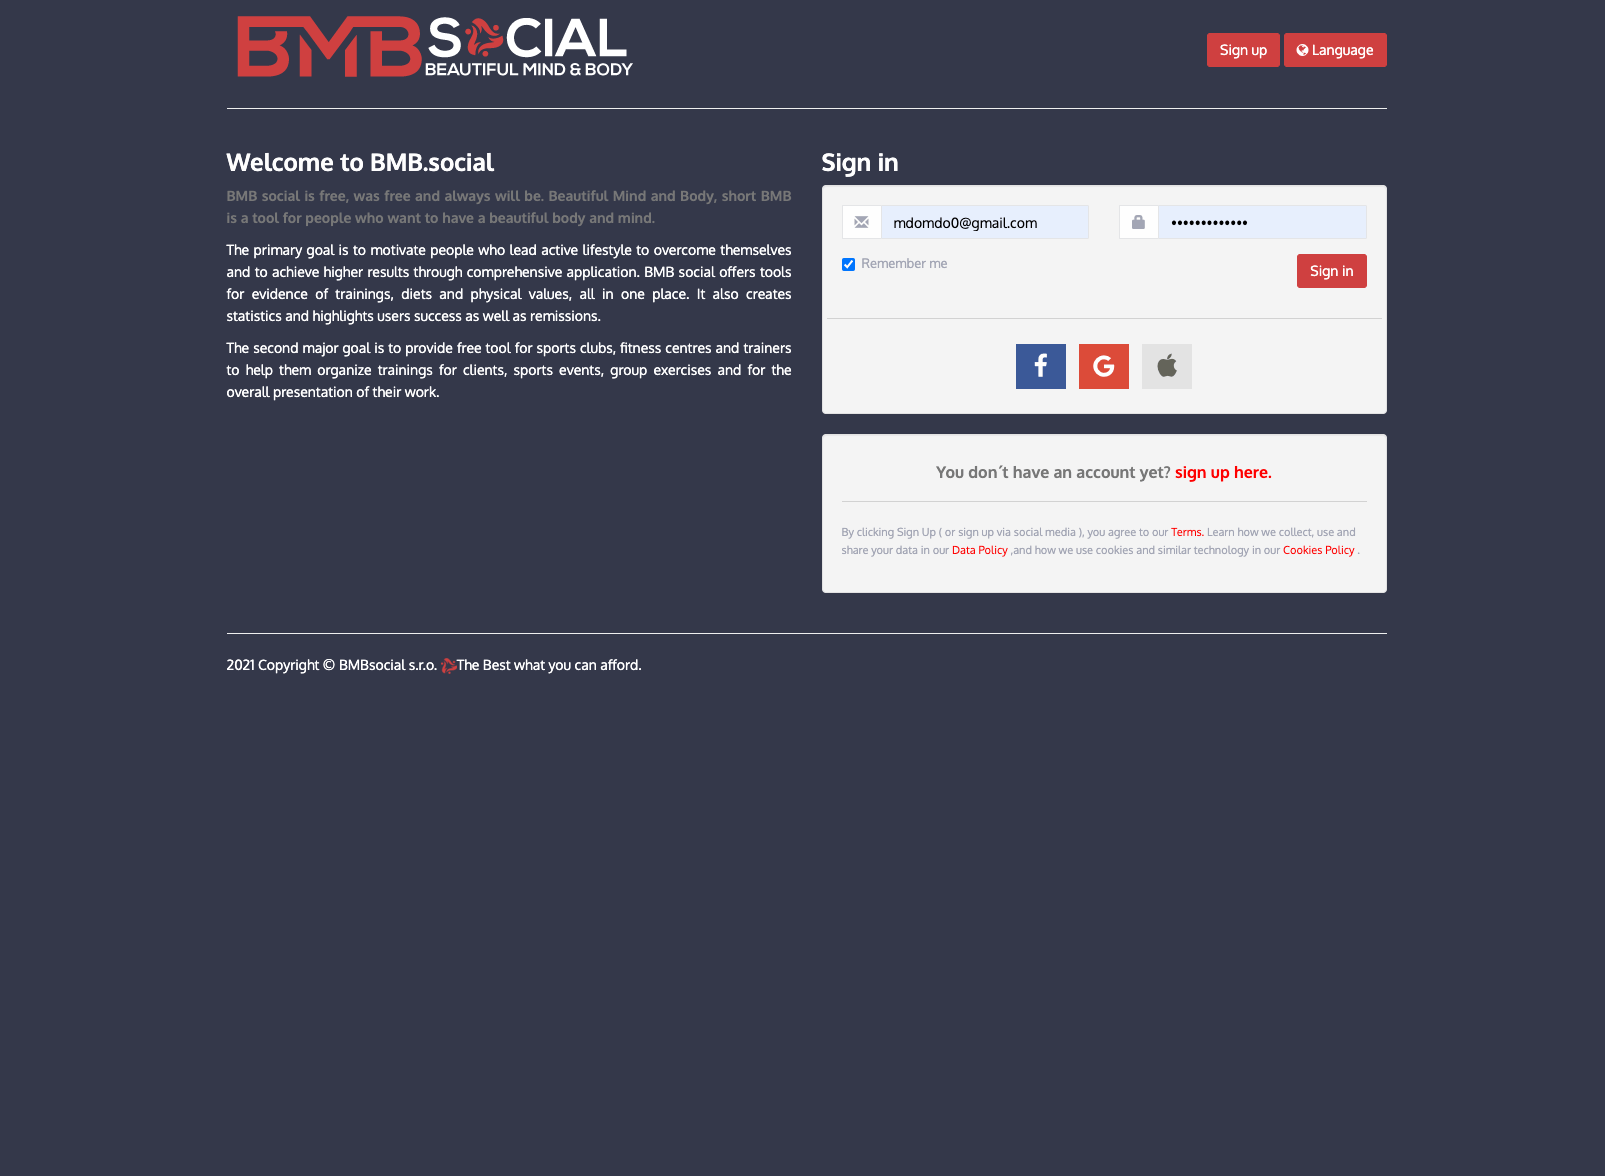 BMB SOCIAL
BEAUTIFUL MIND & BODY
Sign up
Language
Welcome to BMB.social
BMB social is free, was free and always will be. Beautiful Mind and Body, short BMB
is a tool for people who want to have a beautiful body and mind.
The primary goal is to motivate people who lead active lifestyle to overcome themselves
and to achieve higher results through comprehensive application. BMB social offers tools
for evidence of trainings, diets and physical values, all in one place. It also creates
statistics and highlights users success as well as remissions.
The second major goal is to provide free tool for sports clubs, fitness centres and trainers
to help them organize trainings for clients, sports events, group exercises and for the
overall presentation of their work.
Sign in
mdomdo0@gmail.com
•••••••••••••
Remember me
Sign in
You don´t have an account yet? sign up here.
By clicking Sign Up ( or sign up via social media ), you agree to our Terms. Learn how we collect, use and
share your data in our Data Policy ,and how we use cookies and similar technology in our Cookies Policy .
2021 Copyright © BMBsocial s.r.o. The Best what you can afford.